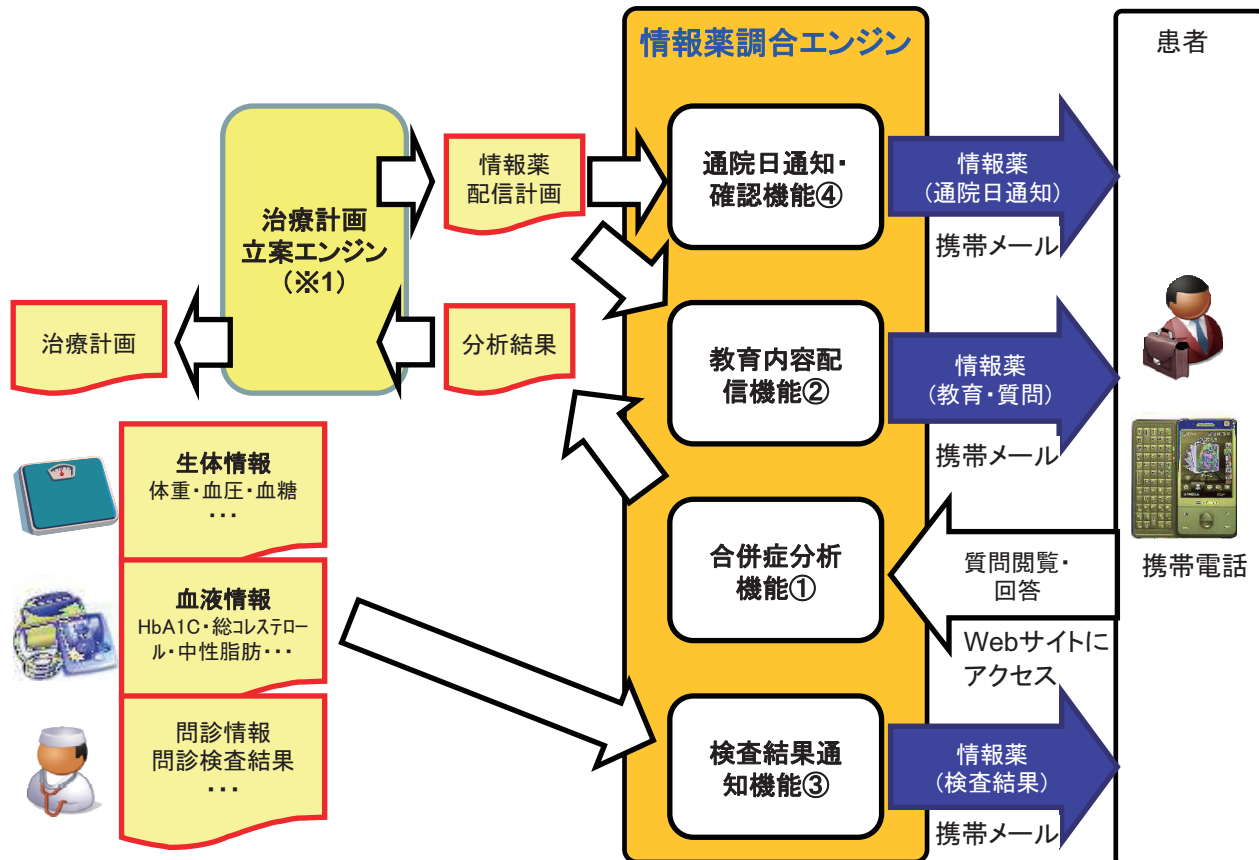 情報薬調合エンジン
患者
治療計画
立案エンジン
(※1)
情報薬
配信計画
通院日通知・
確認機能④
情報薬
(通院日通知)
携帯メール
治療計画
分析結果
教育内容配
信機能②
情報薬
(教育・質問)
携帯メール
生体情報
体重・血圧・血糖
・・・
合併症分析
機能①
質問閲覧・
回答
携帯電話
Webサイトに
アクセス
血液情報
HbA1C・総コレステロー
ル・中性脂肪・・・
問診情報
問診検査結果
・・・
検査結果通
知機能③
情報薬
(検査結果)
携帯メール